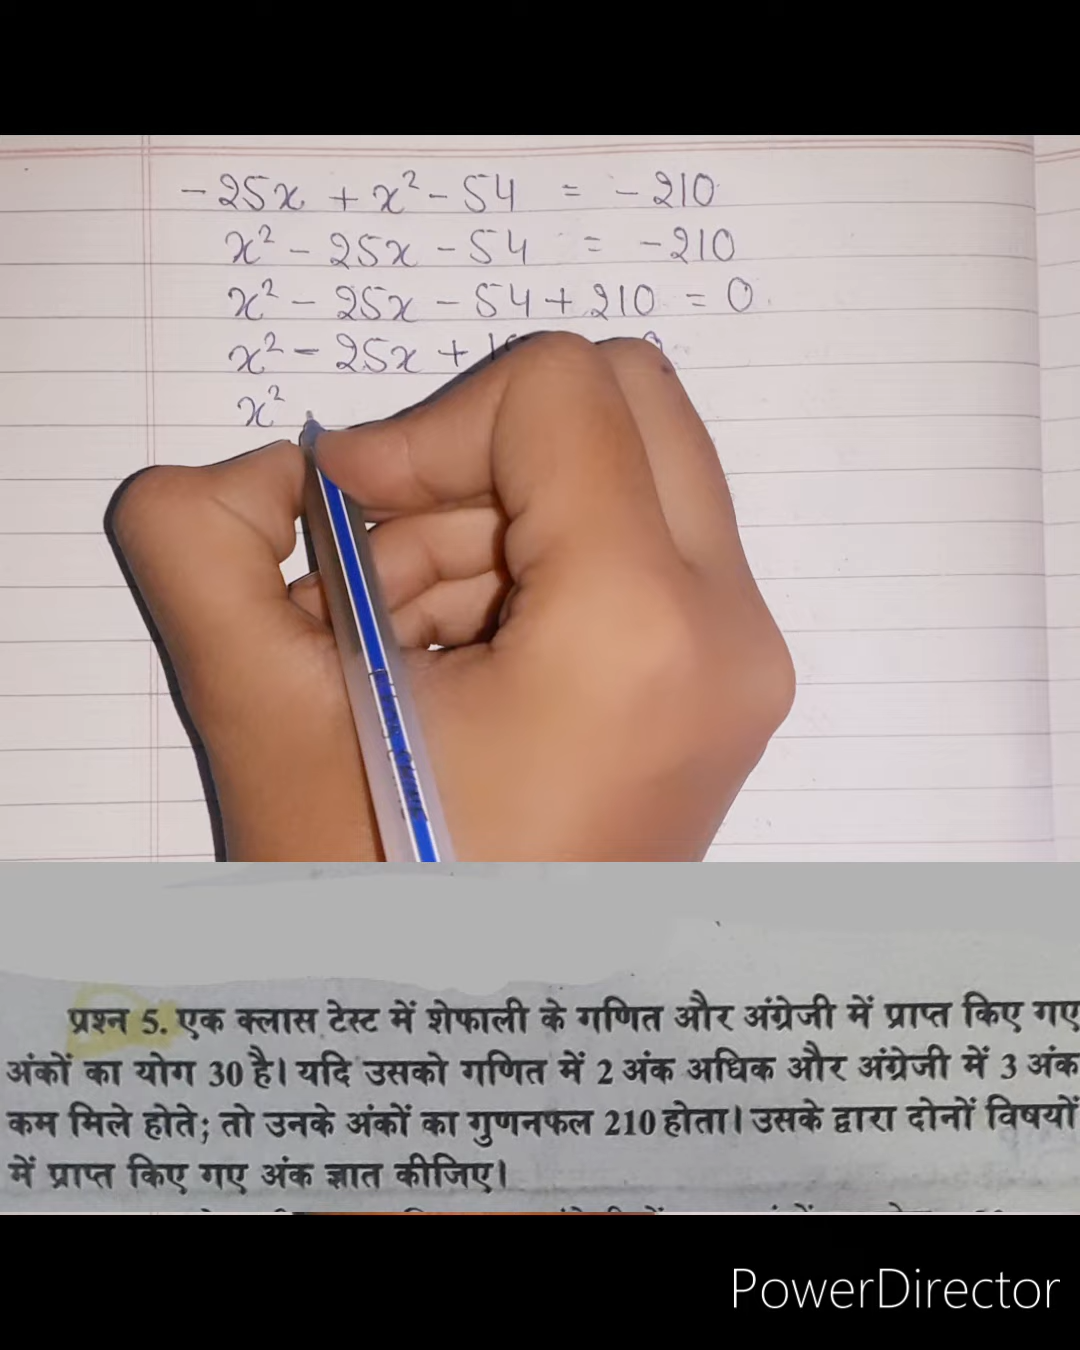 - 25x + x² - 54 = - 210
x² - 25x - 54 = - 210
x² - 25x - 54 + 210 = 0
x² - 25x +
x²
प्रश्न 5. एक क्लास टेस्ट में शेफाली के गणित और अंग्रेजी में प्राप्त किए गए
अंकों का योग 30 है। यदि उसको गणित में 2 अंक अधिक और अंग्रेजी में 3 अंक
कम मिले होते; तो उनके अंकों का गुणनफल 210 होता। उसके द्वारा दोनों विषयों
में प्राप्त किए गए अंक ज्ञात कीजिए।
PowerDirector